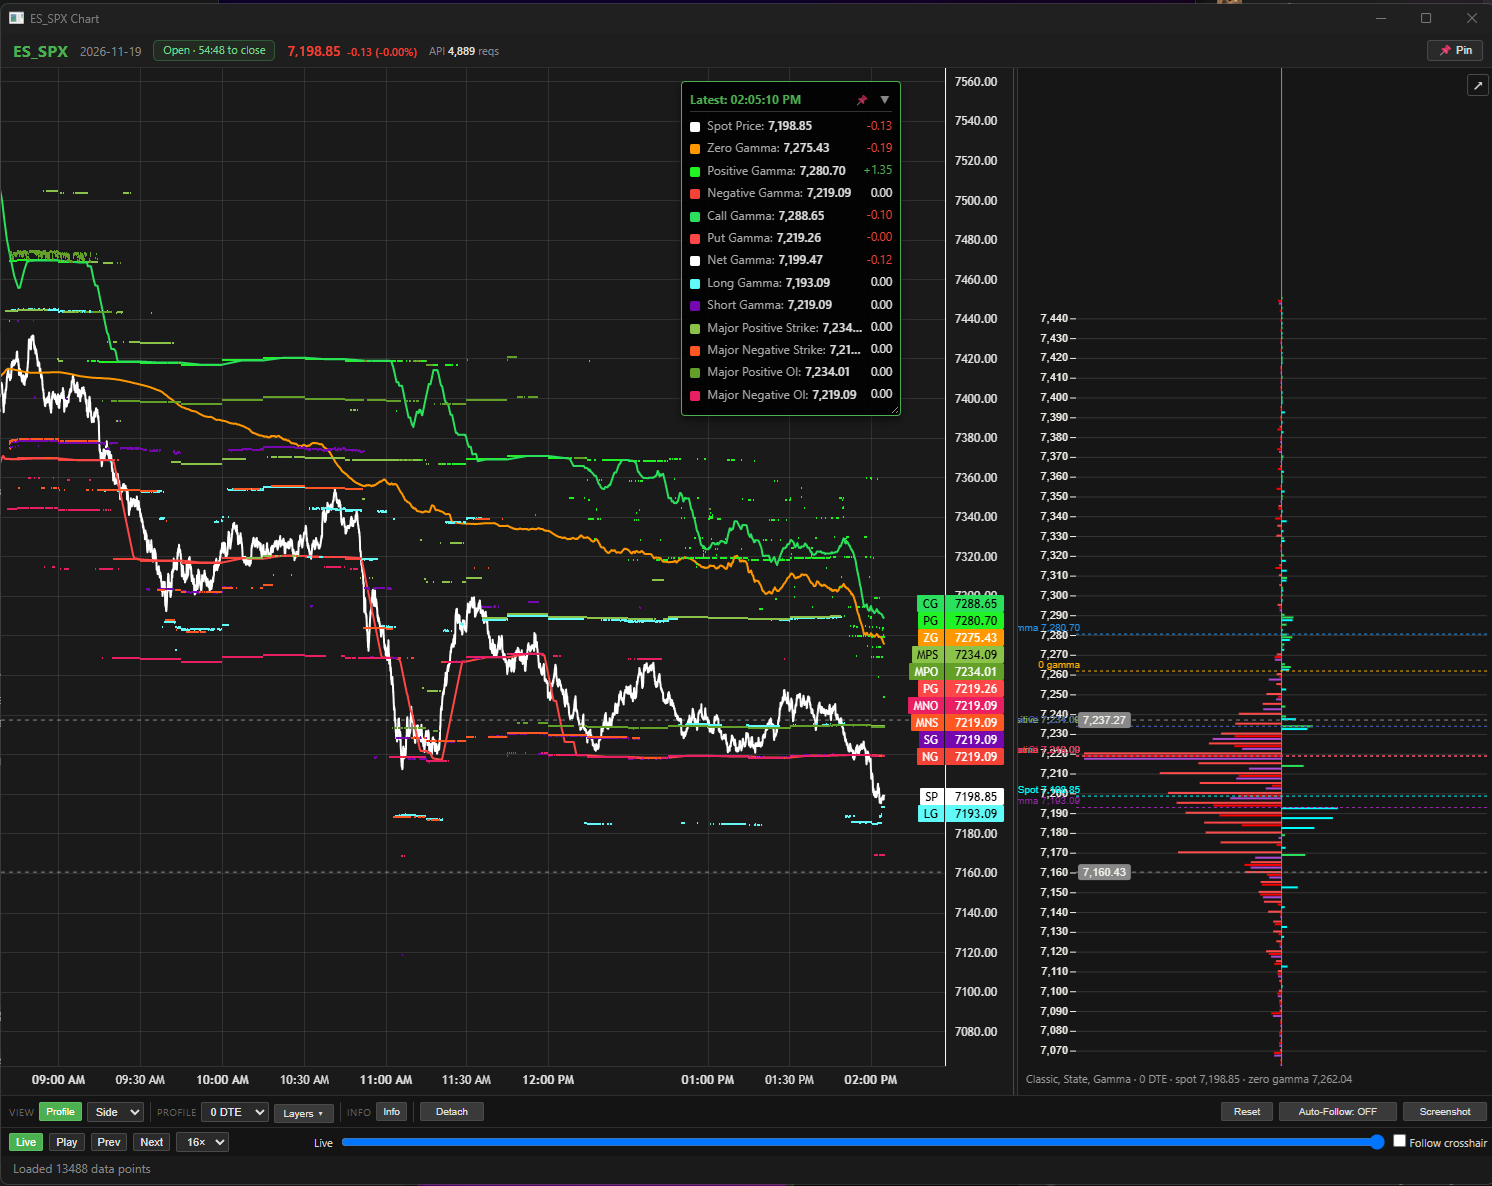 ES_SPX Chart
ES_SPX 2026-11-19 Open · 54:48 to close 7,198.85 -0.13 (-0.00%) API 4,889 reqs
Pin
Latest: 02:05:10 PM
Spot Price: 7,198.85 -0.13
Zero Gamma: 7,275.43 -0.19
Positive Gamma: 7,280.70 +1.35
Negative Gamma: 7,219.09 0.00
Call Gamma: 7,288.65 -0.10
Put Gamma: 7,219.26 -0.00
Net Gamma: 7,199.47 -0.12
Long Gamma: 7,193.09 0.00
Short Gamma: 7,219.09 0.00
Major Positive Strike: 7,234... 0.00
Major Negative Strike: 7,21... 0.00
Major Positive OI: 7,234.01 0.00
Major Negative OI: 7,219.09 0.00
7560.00
7540.00
7520.00
7500.00
7480.00
7460.00
7440.00
7420.00
7400.00
7380.00
7360.00
7340.00
7320.00
CG 7288.65
PG 7280.70
ZG 7275.43
MPS 7234.09
MPO 7234.01
PG 7219.26
MNO 7219.09
MNS 7219.09
SG 7219.09
NG 7219.09
SP 7198.85
LG 7193.09
7180.00
7160.00
7140.00
7120.00
7100.00
7080.00
09:00 AM 09:30 AM 10:00 AM 10:30 AM 11:00 AM 11:30 AM 12:00 PM 01:00 PM 01:30 PM 02:00 PM
7,440
7,430
7,420
7,410
7,400
7,390
7,380
7,370
7,360
7,350
7,340
7,330
7,320
7,310
7,300
7,290
mma 7,280.70
7,280
7,270
0 gamma
7,260
7,250
7,240
7,237.27
7,230
7,220
7,210
Spot 7,198.85
7,200
mma 7,193.09
7,190
7,180
7,170
7,160
7,160.43
7,150
7,140
7,130
7,120
7,110
7,100
7,090
7,080
7,070
Classic, State, Gamma · 0 DTE · spot 7,198.85 · zero gamma 7,262.04
VIEW Profile Side PROFILE 0 DTE Layers INFO Info Detach Reset Auto-Follow: OFF Screenshot
Live Play Prev Next 16× Live Follow crosshair
Loaded 13488 data points